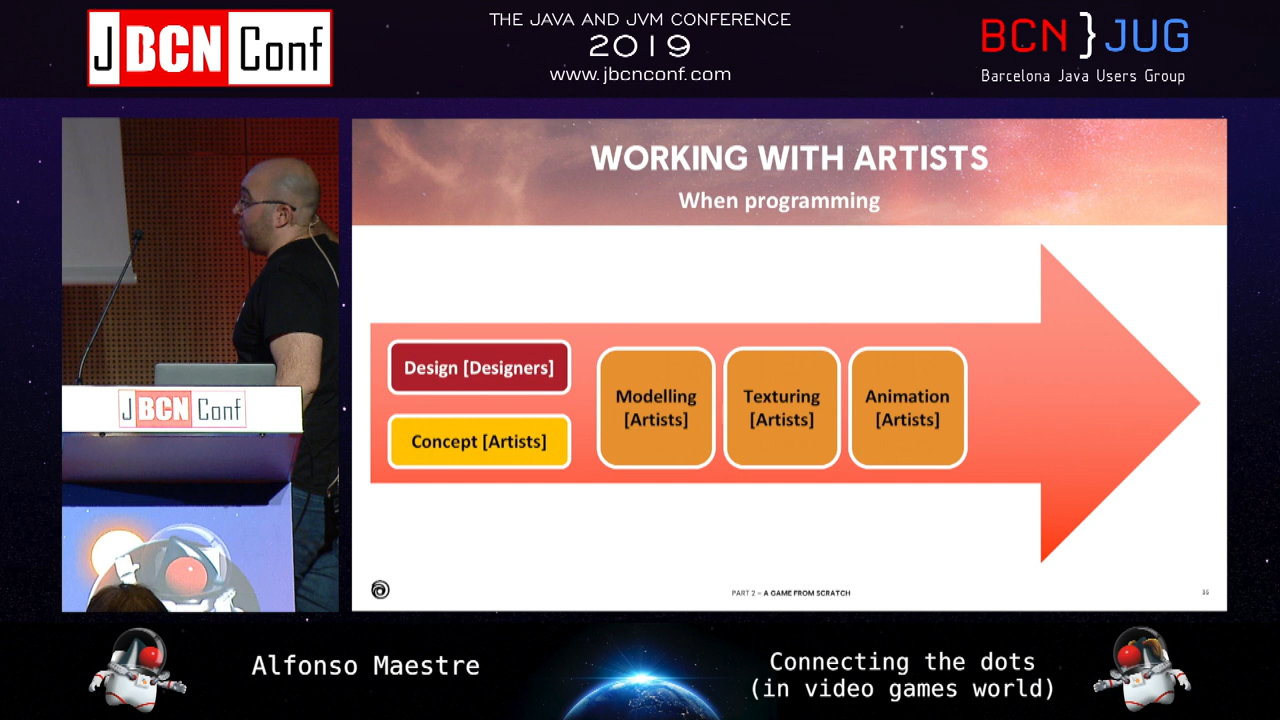 JBCNConf
THE JAVA AND JVM CONFERENCE
2019
www.jbcnconf.com
BCN}JUG
Barcelona Java Users Group
WORKING WITH ARTISTS
When programming
Design [Designers]
Concept [Artists]
Modelling
[Artists]
Texturing
[Artists]
Animation
[Artists]
JBCNConf
PART 2 – A GAME FROM SCRATCH
Alfonso Maestre
Connecting the dots
(in video games world)